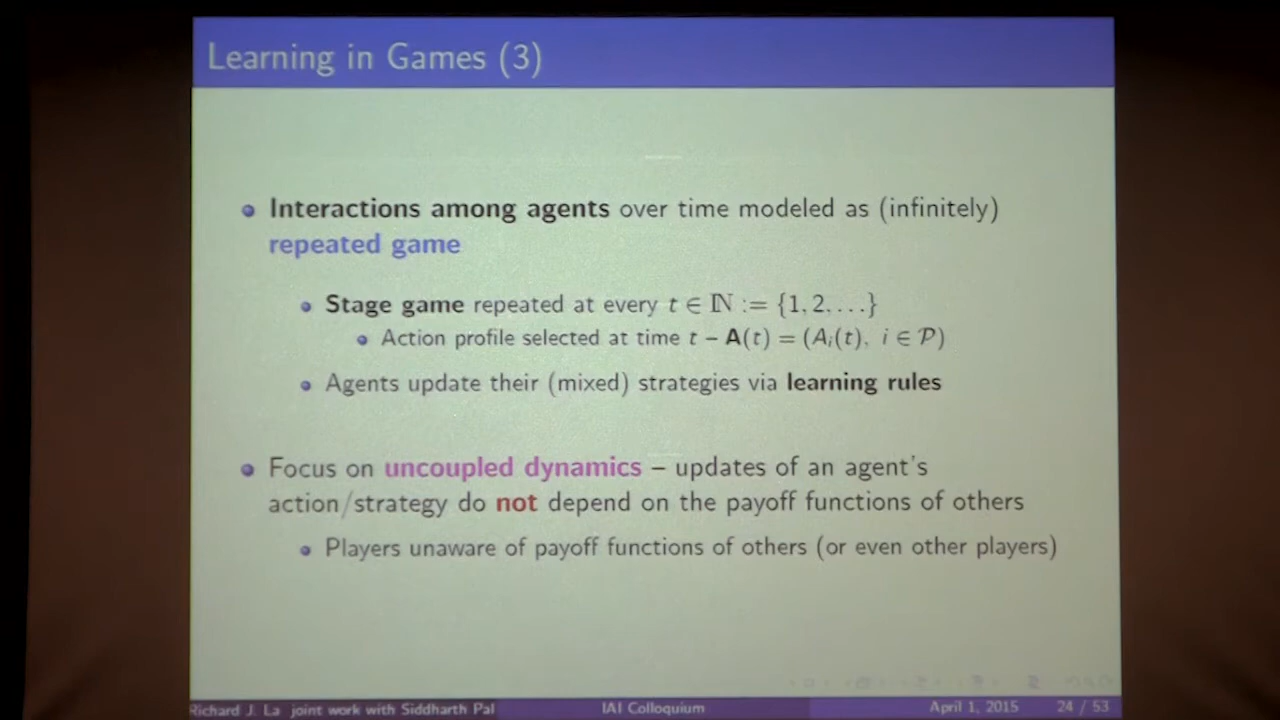 Learning in Games (3)
Interactions among agents over time modeled as (infinitely)
repeated game
Stage game repeated at every t ∈ ℕ := {1, 2, . . .}
Action profile selected at time t – A(t) = (Aᵢ(t), i ∈ 𝒫)
Agents update their (mixed) strategies via learning rules
Focus on uncoupled dynamics – updates of an agent's
action/strategy do not depend on the payoff functions of others
Players unaware of payoff functions of others (or even other players)
Richard J. La joint work with Siddharth Pal IAI Colloquium April 1, 2015 24 / 53